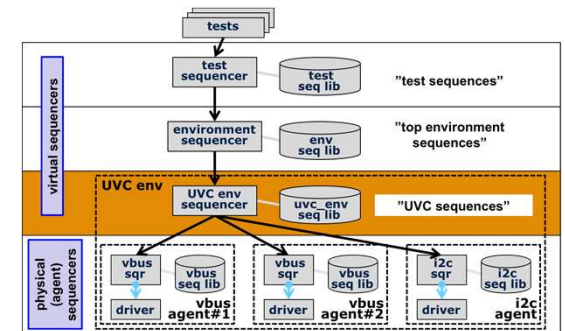 tests
test
sequencer
test
seq lib
"test sequences"
environment
sequencer
env
seq lib
"top environment
sequences"
virtual sequencers
UVC env
UVC env
sequencer
uvc_env
seq lib
"UVC sequences"
physical
(agent)
sequencers
vbus
sqr
vbus
seq lib
driver
vbus
agent#1
vbus
sqr
vbus
seq lib
driver
vbus
agent#2
i2c
sqr
i2c
seq lib
driver
i2c
agent